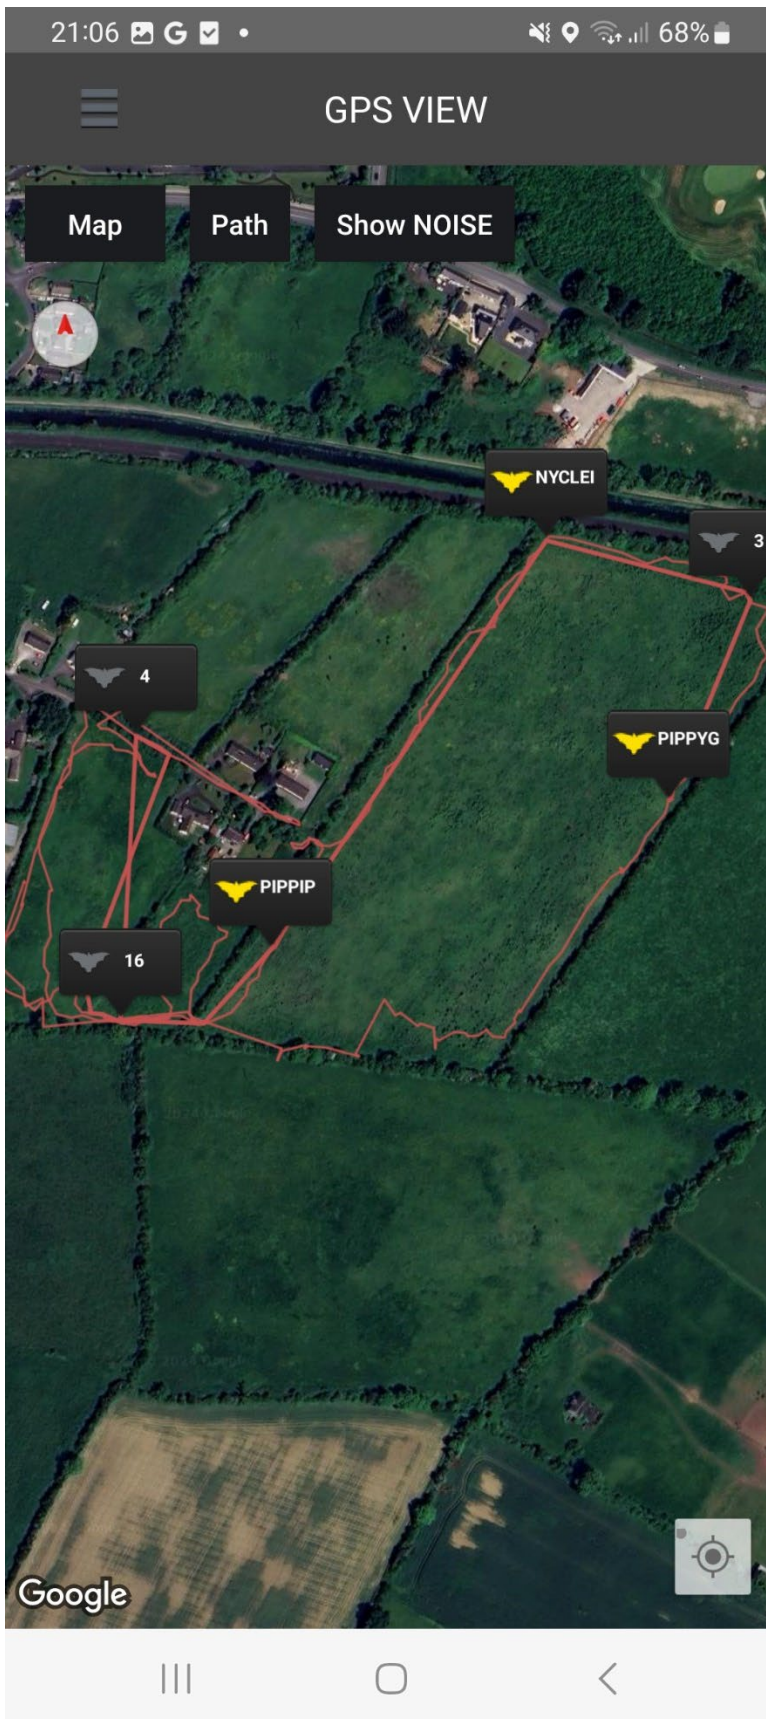 21:06 68%
GPS VIEW
Map Path Show NOISE
NYCLEI
3
4
PIPPYG
PIPPIP
16
Google